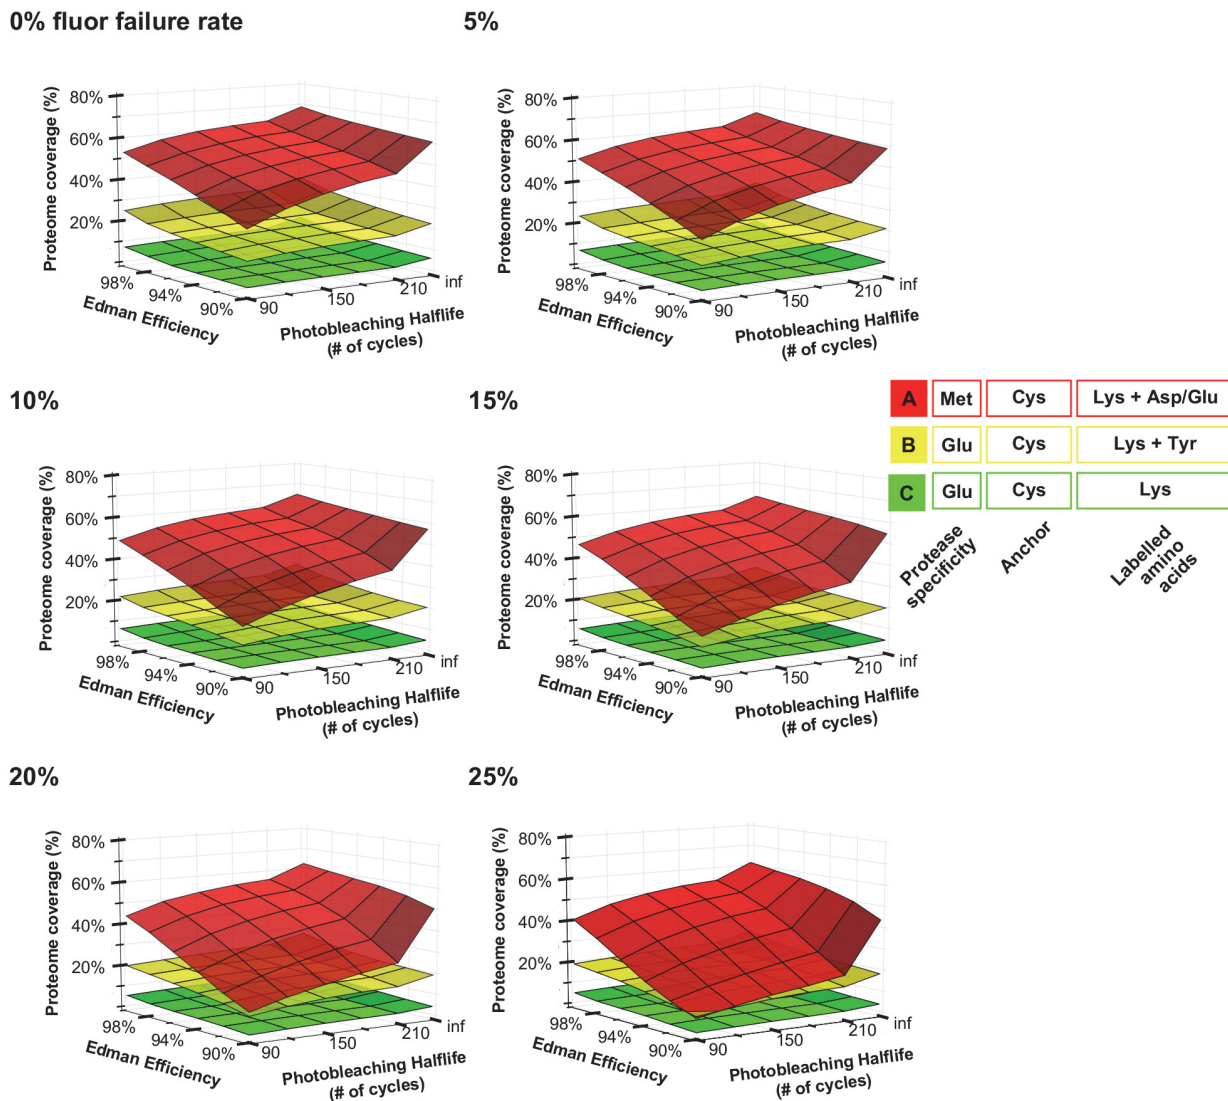 0% fluor failure rate
5%
Proteome coverage (%)
80%
60%
40%
20%
98%
94%
90%
Edman Efficiency
90
150
210
inf
Photobleaching Halflife
(# of cycles)
Proteome coverage (%)
80%
60%
40%
20%
98%
94%
90%
Edman Efficiency
90
150
210
inf
Photobleaching Halflife
(# of cycles)
10%
15%
Proteome coverage (%)
80%
60%
40%
20%
98%
94%
90%
Edman Efficiency
90
150
210
inf
Photobleaching Halflife
(# of cycles)
Proteome coverage (%)
80%
60%
40%
20%
98%
94%
90%
Edman Efficiency
90
150
210
inf
Photobleaching Halflife
(# of cycles)
A Met Cys Lys + Asp/Glu
B Glu Cys Lys + Tyr
C Glu Cys Lys
Protease
specificity
Anchor
Labelled
amino
acids
20%
25%
Proteome coverage (%)
80%
60%
40%
20%
98%
94%
90%
Edman Efficiency
90
150
210
inf
Photobleaching Halflife
(# of cycles)
Proteome coverage (%)
80%
60%
40%
20%
98%
94%
90%
Edman Efficiency
90
150
210
inf
Photobleaching Halflife
(# of cycles)